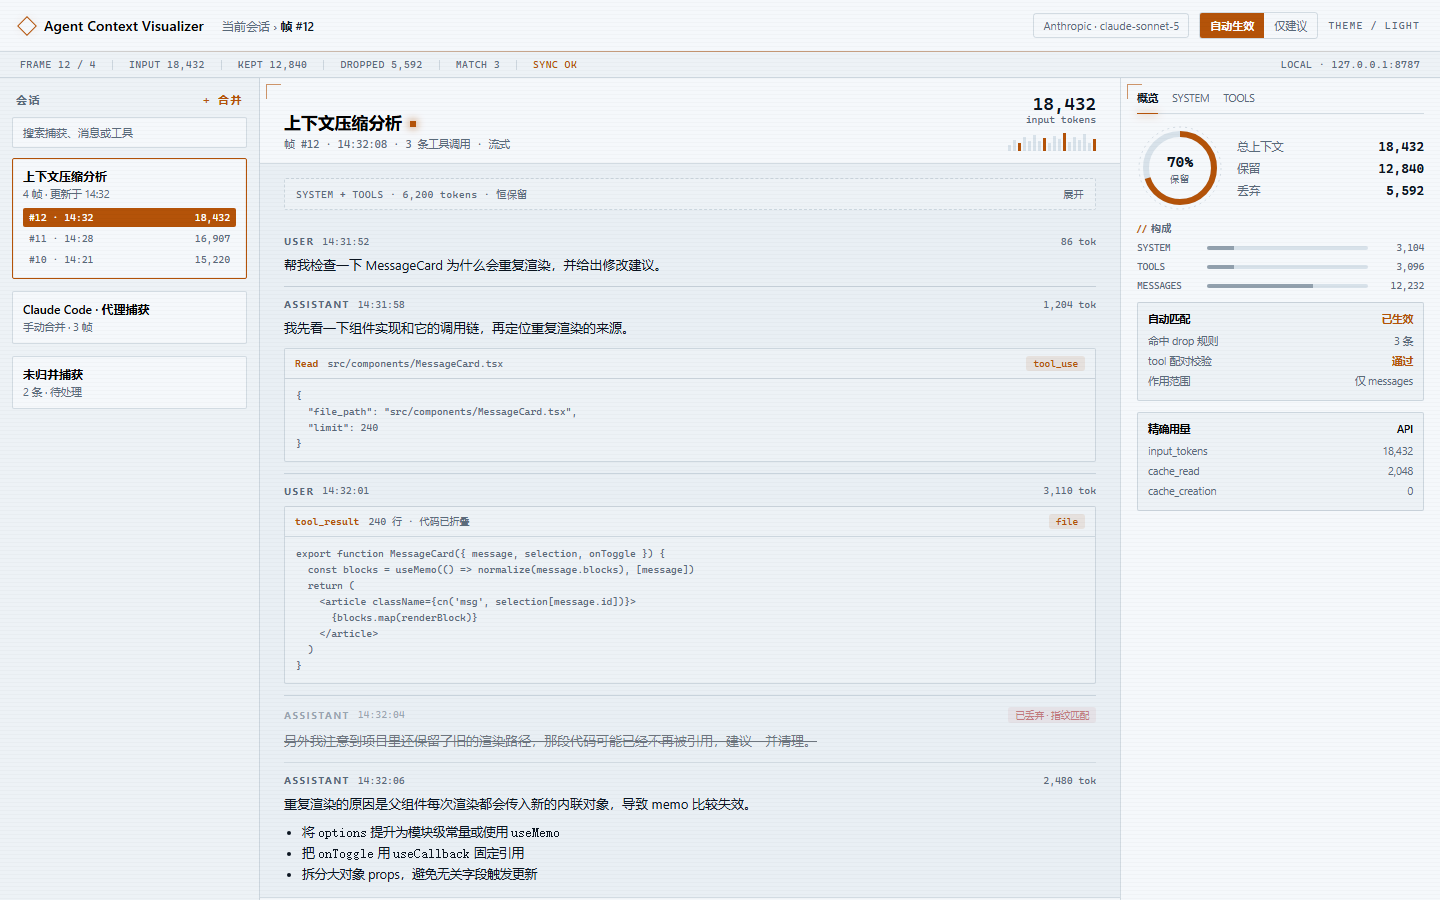 Agent Context Visualizer
当前会话 › 帧 #12
Anthropic · claude-sonnet-5
自动生效
仅建议
THEME / LIGHT
FRAME 12 / 4
INPUT 18,432
KEPT 12,840
DROPPED 5,592
MATCH 3
SYNC OK
LOCAL · 127.0.0.1:8787
会话
+ 合并
搜索捕获、消息或工具
上下文压缩分析
4 帧 · 更新于 14:32
#12 · 14:32 18,432
#11 · 14:28 16,907
#10 · 14:21 15,220
Claude Code · 代理捕获
手动合并 · 3 帧
未归并捕获
2 条 · 待处理
上下文压缩分析
帧 #12 · 14:32:08 · 3 条工具调用 · 流式
18,432
input tokens
SYSTEM + TOOLS · 6,200 tokens · 恒保留
展开
USER 14:31:52
86 tok
帮我检查一下 MessageCard 为什么会重复渲染，并给出修改建议。
ASSISTANT 14:31:58
1,204 tok
我先看一下组件实现和它的调用链，再定位重复渲染的来源。
Read src/components/MessageCard.tsx
tool_use
{
"file_path": "src/components/MessageCard.tsx",
"limit": 240
}
USER 14:32:01
3,110 tok
tool_result 240 行 · 代码已折叠
file
export function MessageCard({ message, selection, onToggle }) {
const blocks = useMemo(() => normalize(message.blocks), [message])
return (
<article className={cn('msg', selection[message.id])}>
{blocks.map(renderBlock)}
</article>
)
}
ASSISTANT 14:32:04
已丢弃 · 指纹匹配
另外我注意到项目里还保留了旧的渲染路径，那段代码可能已经不再被引用，建议一并清理。
ASSISTANT 14:32:06
2,480 tok
重复渲染的原因是父组件每次渲染都会传入新的内联对象，导致 memo 比较失效。
• 将 options 提升为模块级常量或使用 useMemo
• 把 onToggle 用 useCallback 固定引用
• 拆分大对象 props，避免无关字段触发更新
概览
SYSTEM
TOOLS
70%
保留
总上下文 18,432
保留 12,840
丢弃 5,592
// 构成
SYSTEM 3,104
TOOLS 3,096
MESSAGES 12,232
自动匹配 已生效
命中 drop 规则 3 条
tool 配对校验 通过
作用范围 仅 messages
精确用量 API
input_tokens 18,432
cache_read 2,048
cache_creation 0